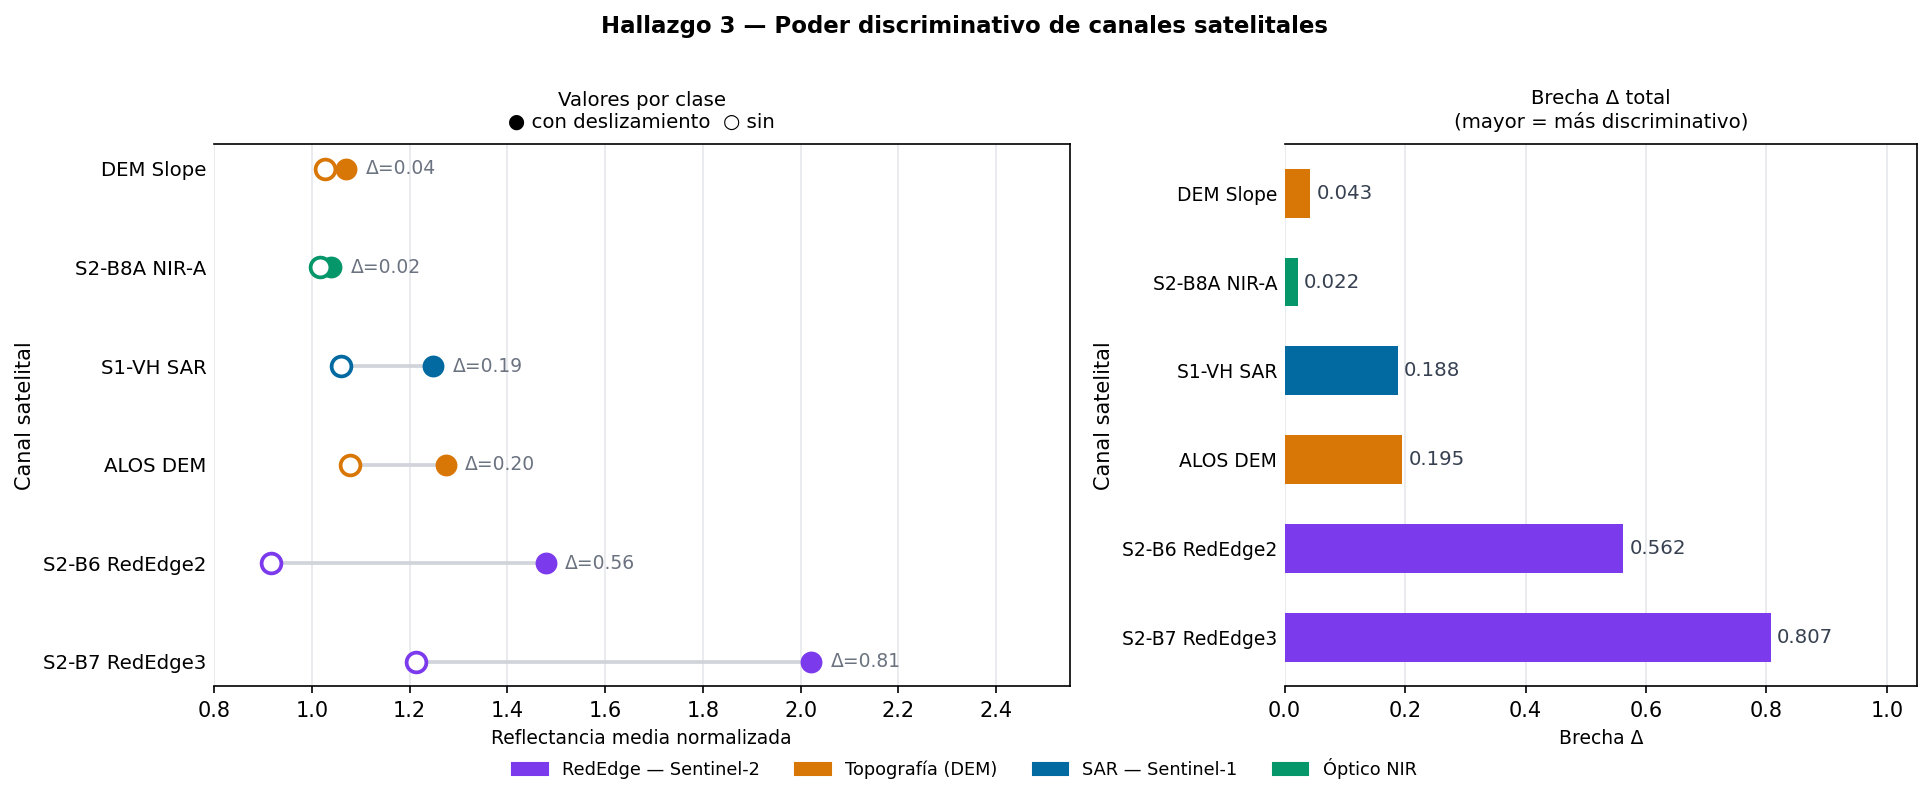 Hallazgo 3 — Poder discriminativo de canales satelitales
Valores por clase
● con deslizamiento ○ sin
Canal satelital
DEM Slope
Δ=0.04
S2-B8A NIR-A
Δ=0.02
S1-VH SAR
Δ=0.19
ALOS DEM
Δ=0.20
S2-B6 RedEdge2
Δ=0.56
S2-B7 RedEdge3
Δ=0.81
0.8 1.0 1.2 1.4 1.6 1.8 2.0 2.2 2.4
Reflectancia media normalizada
Brecha Δ total
(mayor = más discriminativo)
Canal satelital
DEM Slope
0.043
S2-B8A NIR-A
0.022
S1-VH SAR
0.188
ALOS DEM
0.195
S2-B6 RedEdge2
0.562
S2-B7 RedEdge3
0.807
0.0 0.2 0.4 0.6 0.8 1.0
Brecha Δ
RedEdge — Sentinel-2 Topografía (DEM) SAR — Sentinel-1 Óptico NIR